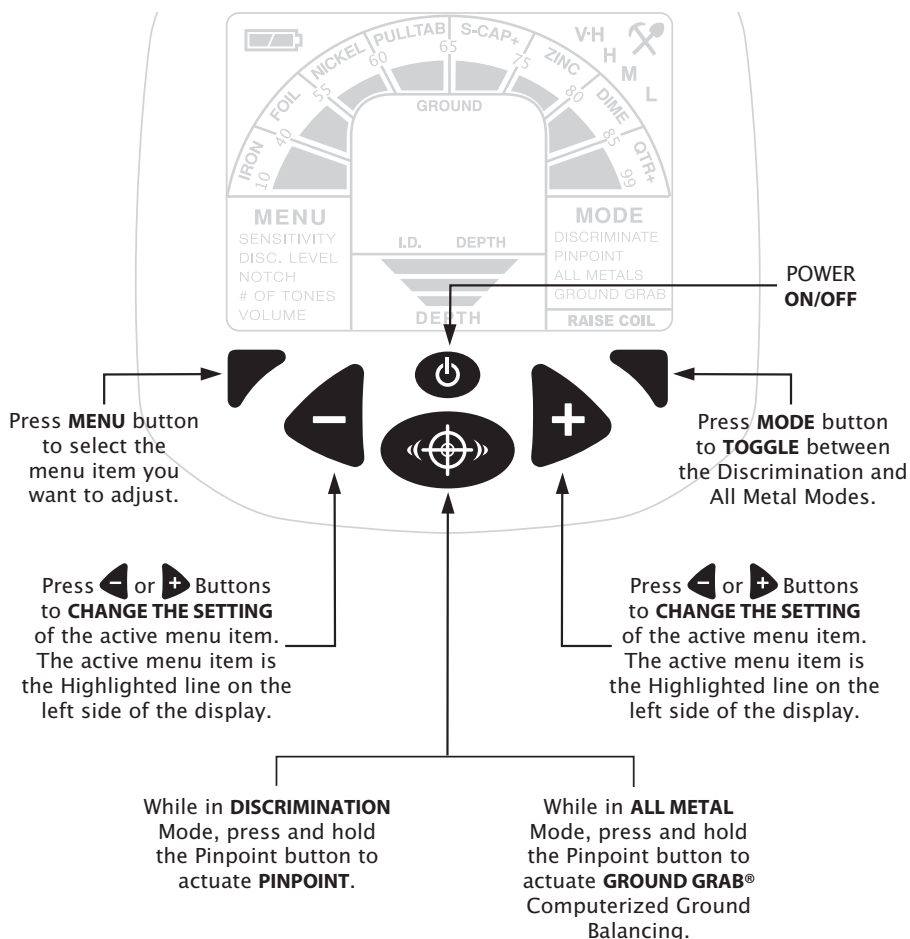 PULLTAB
S-CAP+
NICKEL
ZINC
FOIL
DIME
IRON
QTR+
10
40
55
60
65
75
80
85
99
V·H
H
M
L
GROUND
MENU
SENSITIVITY
DISC. LEVEL
NOTCH
# OF TONES
VOLUME
I.D. DEPTH
DEPTH
MODE
DISCRIMINATE
PINPOINT
ALL METALS
GROUND GRAB
RAISE COIL
POWER
ON/OFF
-
+
Press MENU button
to select the
menu item you
want to adjust.
Press MODE button
to TOGGLE between
the Discrimination and
All Metal Modes.
Press - or + Buttons
to CHANGE THE SETTING
of the active menu item.
The active menu item is
the Highlighted line on the
left side of the display.
Press - or + Buttons
to CHANGE THE SETTING
of the active menu item.
The active menu item is
the Highlighted line on the
left side of the display.
While in DISCRIMINATION
Mode, press and hold
the Pinpoint button to
actuate PINPOINT.
While in ALL METAL
Mode, press and hold
the Pinpoint button to
actuate GROUND GRAB®
Computerized Ground
Balancing.